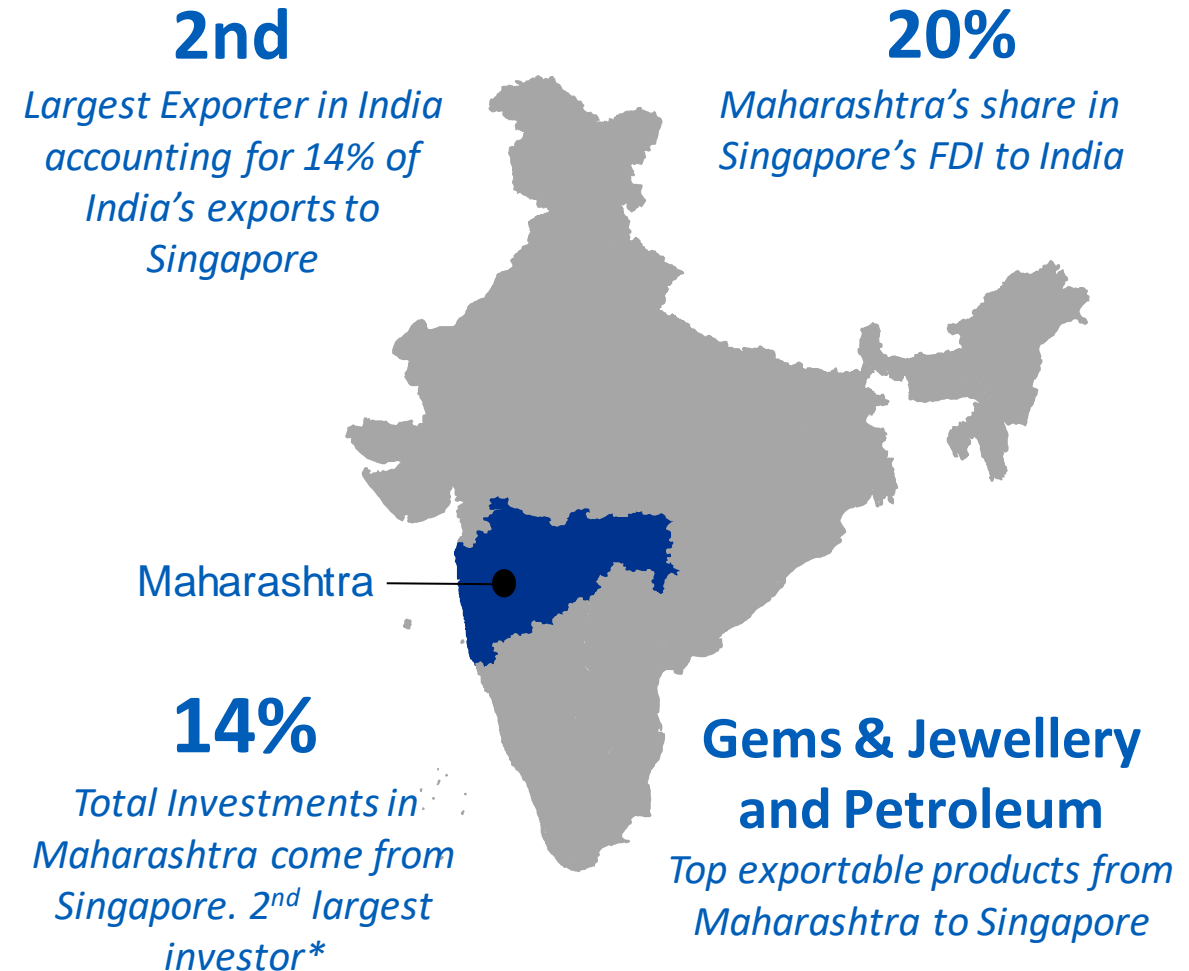 2nd
Largest Exporter in India
accounting for 14% of
India's exports to
Singapore
20%
Maharashtra's share in
Singapore's FDI to India
Maharashtra
14%
Total Investments in
Maharashtra come from
Singapore. 2nd largest
investor*
Gems & Jewellery
and Petroleum
Top exportable products from
Maharashtra to Singapore